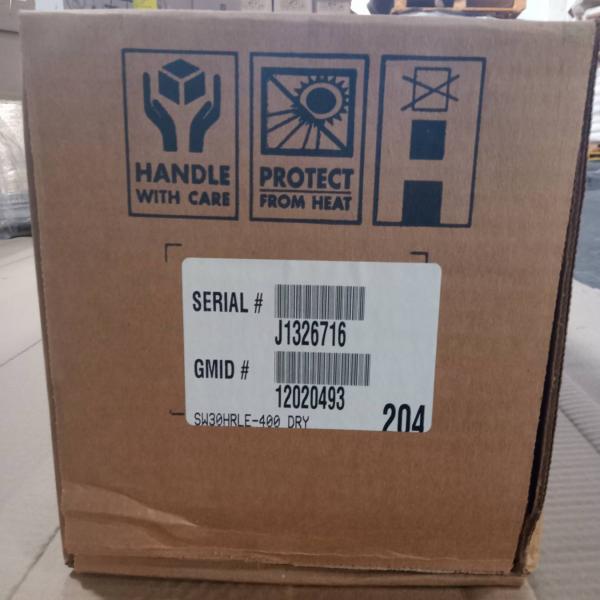 HANDLE
WITH CARE
PROTECT
FROM HEAT
SERIAL #
J1326716
GMID #
12020493
SW30HRLE-400 DRY
204